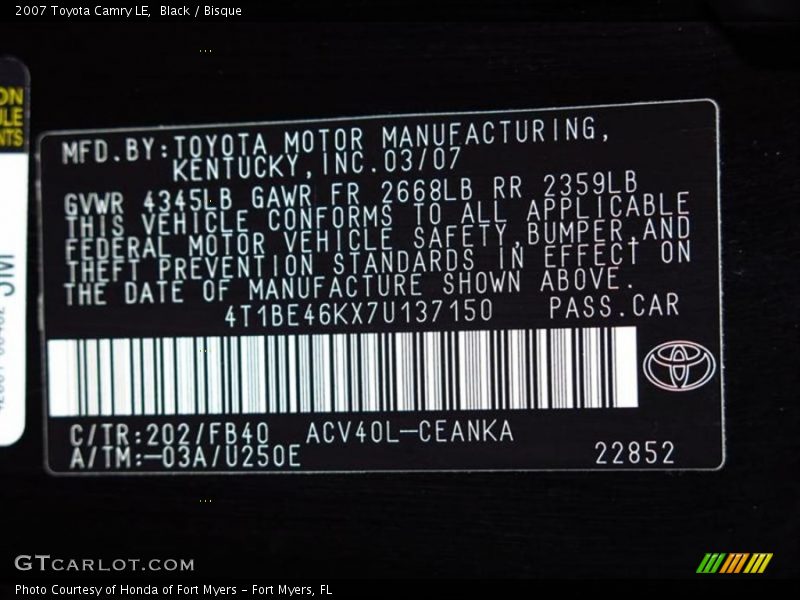 2007 Toyota Camry LE,  Black / Bisque
ON
ULE
NTS
MFD.BY:TOYOTA MOTOR MANUFACTURING,
KENTUCKY,INC.03/07
GVWR 4345LB GAWR FR 2668LB RR 2359LB
THIS VEHICLE CONFORMS TO ALL APPLICABLE
FEDERAL MOTOR VEHICLE SAFETY,BUMPER,AND
THEFT PREVENTION STANDARDS IN EFFECT ON
THE DATE OF MANUFACTURE SHOWN ABOVE.
4T1BE46KX7U137150 PASS.CAR
C/TR:202/FB40 ACV40L-CEANKA
A/TM:-03A/U250E
22852
GTCARLOT.COM
Photo Courtesy of Honda of Fort Myers - Fort Myers, FL